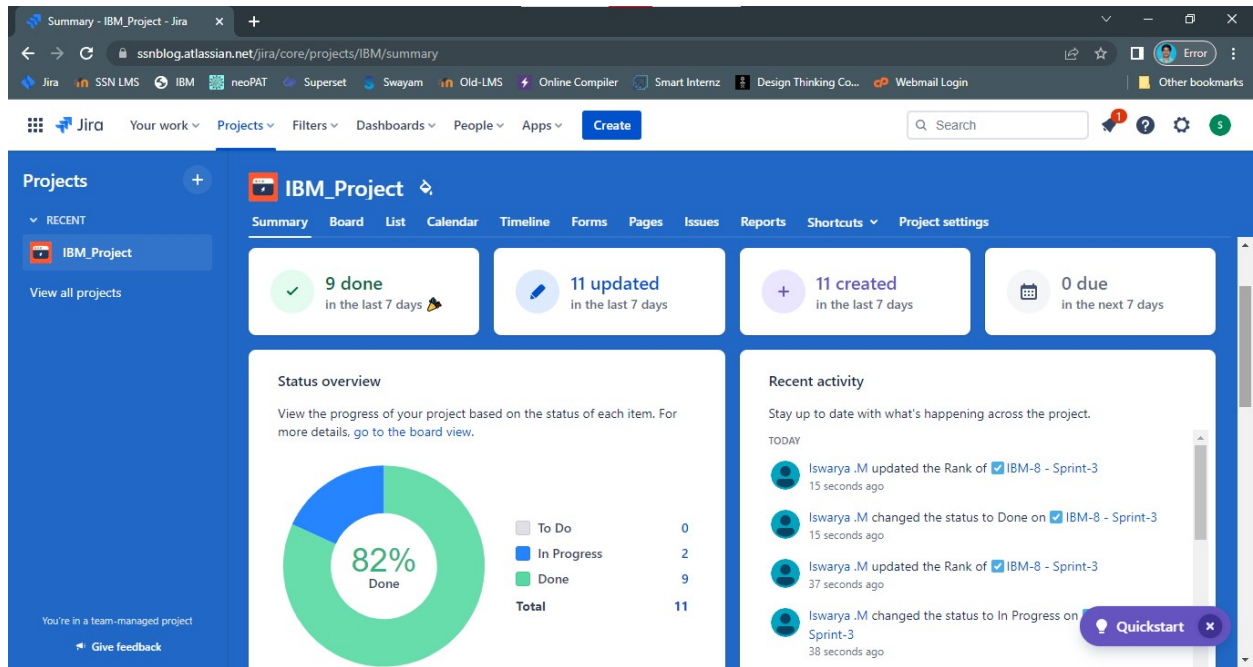 Summary - IBM_Project - Jira
ssnblog.atlassian.net/jira/core/projects/IBM/summary
Error
Jira SSN LMS IBM neoPAT Superset Swayam Old-LMS Online Compiler Smart Internz Design Thinking Co... Webmail Login Other bookmarks
Jira Your work Projects Filters Dashboards People Apps Create Search 1 S
Projects
RECENT
IBM_Project
View all projects
You're in a team-managed project
Give feedback
IBM_Project
Summary Board List Calendar Timeline Forms Pages Issues Reports Shortcuts Project settings
9 done
in the last 7 days
11 updated
in the last 7 days
11 created
in the last 7 days
0 due
in the next 7 days
Status overview
View the progress of your project based on the status of each item. For
more details, go to the board view.
82%
Done
To Do 0
In Progress 2
Done 9
Total 11
Recent activity
Stay up to date with what's happening across the project.
TODAY
Iswarya .M updated the Rank of IBM-8 - Sprint-3
15 seconds ago
Iswarya .M changed the status to Done on IBM-8 - Sprint-3
15 seconds ago
Iswarya .M updated the Rank of IBM-8 - Sprint-3
37 seconds ago
Iswarya .M changed the status to In Progress on
Sprint-3
38 seconds ago
Quickstart